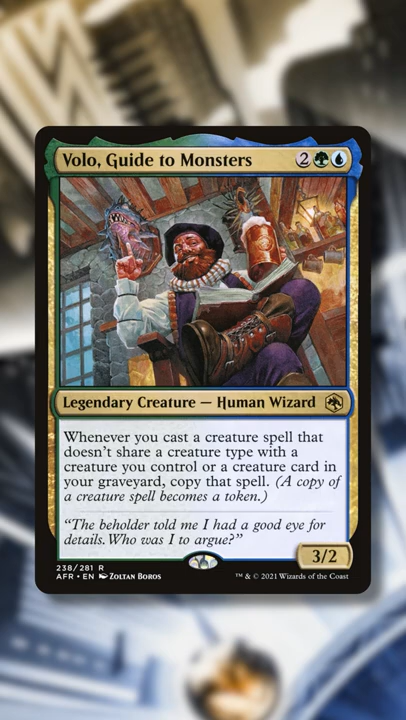 Volo, Guide to Monsters 2
Legendary Creature — Human Wizard
Whenever you cast a creature spell that
doesn't share a creature type with a
creature you control or a creature card in
your graveyard, copy that spell. (A copy of
a creature spell becomes a token.)
“The beholder told me I had a good eye for
details. Who was I to argue?”
3/2
238/281 R
AFR • EN Zoltan Boros
™ & © 2021 Wizards of the Coast